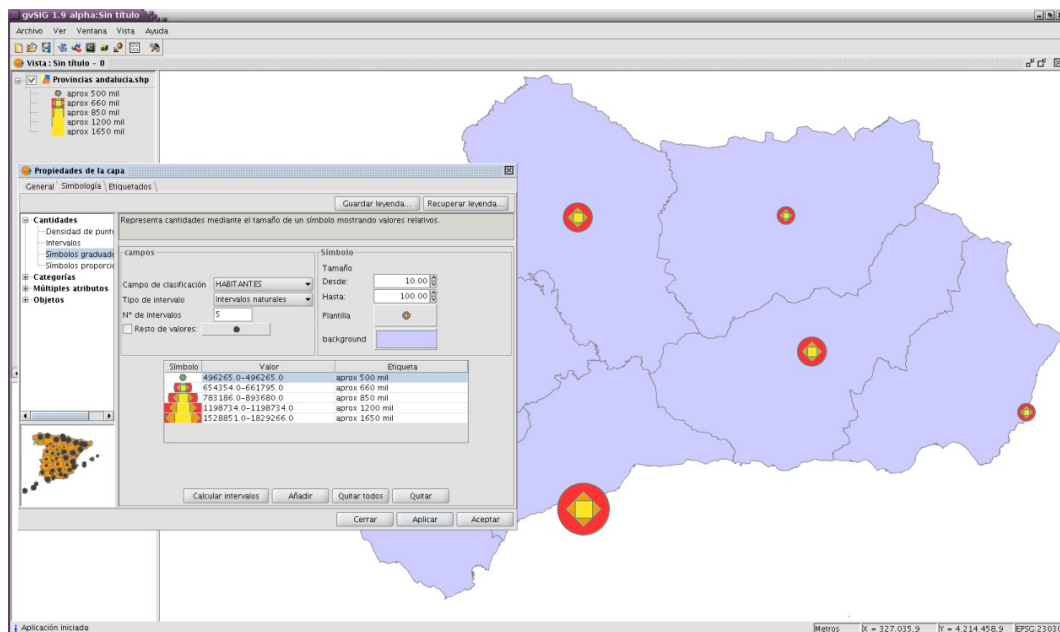 gvSIG 1.9 alpha:Sin título
Archivo Ver Ventana Vista Ayuda
Vista : Sin título - 0
Provincias andalucia.shp
aprox 500 mil
aprox 660 mil
aprox 850 mil
aprox 1200 mil
aprox 1650 mil
Propiedades de la capa
General Simbología Etiquetados
Guardar leyenda... Recuperar leyenda...
Cantidades
Densidad de punto
Intervalos
Símbolos graduado
Símbolos proporcio
Categorías
Múltiples atributos
Objetos
Representa cantidades mediante el tamaño de un símbolo mostrando valores relativos.
campos
Campo de clasificación HABITANTES
Tipo de intervalo Intervalos naturales
Nº de intervalos 5
Resto de valores:
Símbolo
Tamaño
Desde: 10.00
Hasta: 100.00
Plantilla
background
Símbolo Valor Etiqueta
496265.0-496265.0 aprox 500 mil
654354.0-661795.0 aprox 660 mil
783186.0-893680.0 aprox 850 mil
1198734.0-1198734.0 aprox 1200 mil
1528851.0-1829266.0 aprox 1650 mil
Calcular intervalos Añadir Quitar todos Quitar
Cerrar Aplicar Aceptar
Aplicación iniciada
Metros X = 327.035,9 Y = 4.214.458,9 EPSG:23030